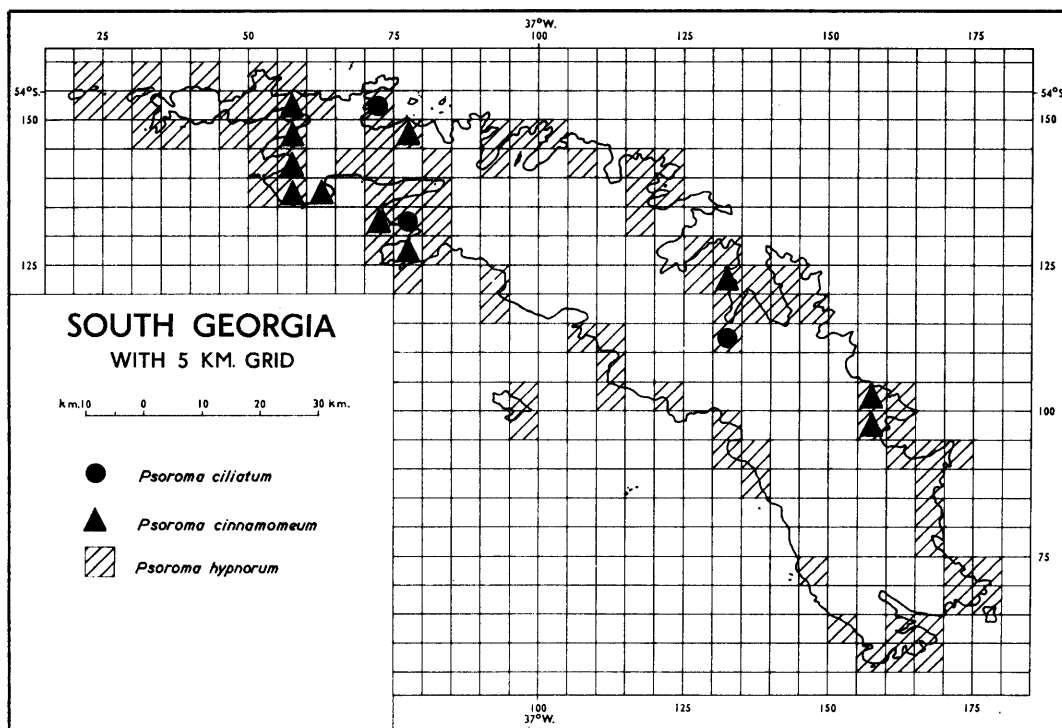 37°W.
25 50 75 100 125 150 175
54°S. 54°S.
150 150
125 125
SOUTH GEORGIA
WITH 5 KM. GRID
km.10 0 10 20 30 km.
100
Psoroma ciliatum
Psoroma cinnamomeum
Psoroma hypnorum
75
100 125 150 175
37°W.